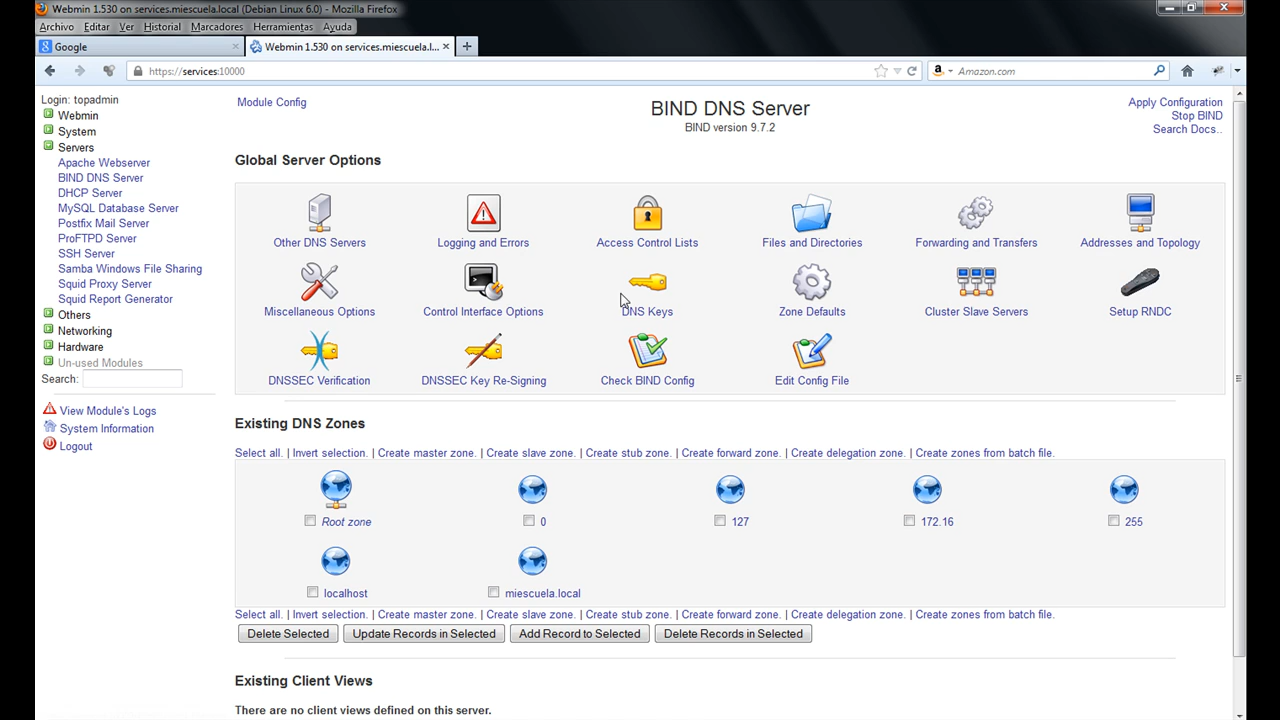 Webmin 1.530 on services.miescuela.local (Debian Linux 6.0) - Mozilla Firefox
Archivo Editar Ver Historial Marcadores Herramientas Ayuda
Google
Webmin 1.530 on services.miescuela.l...
https://services:10000
Amazon.com
Login: topadmin
Webmin
System
Servers
Apache Webserver
BIND DNS Server
DHCP Server
MySQL Database Server
Postfix Mail Server
ProFTPD Server
SSH Server
Samba Windows File Sharing
Squid Proxy Server
Squid Report Generator
Others
Networking
Hardware
Un-used Modules
Search:
View Module's Logs
System Information
Logout
Module Config
BIND DNS Server
BIND version 9.7.2
Apply Configuration
Stop BIND
Search Docs..
Global Server Options
Other DNS Servers Logging and Errors Access Control Lists Files and Directories Forwarding and Transfers Addresses and Topology
Miscellaneous Options Control Interface Options DNS Keys Zone Defaults Cluster Slave Servers Setup RNDC
DNSSEC Verification DNSSEC Key Re-Signing Check BIND Config Edit Config File
Existing DNS Zones
Select all. | Invert selection. | Create master zone. | Create slave zone. | Create stub zone. | Create forward zone. | Create delegation zone. | Create zones from batch file.
Root zone 0 127 172.16 255
localhost miescuela.local
Select all. | Invert selection. | Create master zone. | Create slave zone. | Create stub zone. | Create forward zone. | Create delegation zone. | Create zones from batch file.
Delete Selected Update Records in Selected Add Record to Selected Delete Records in Selected
Existing Client Views
There are no client views defined on this server.